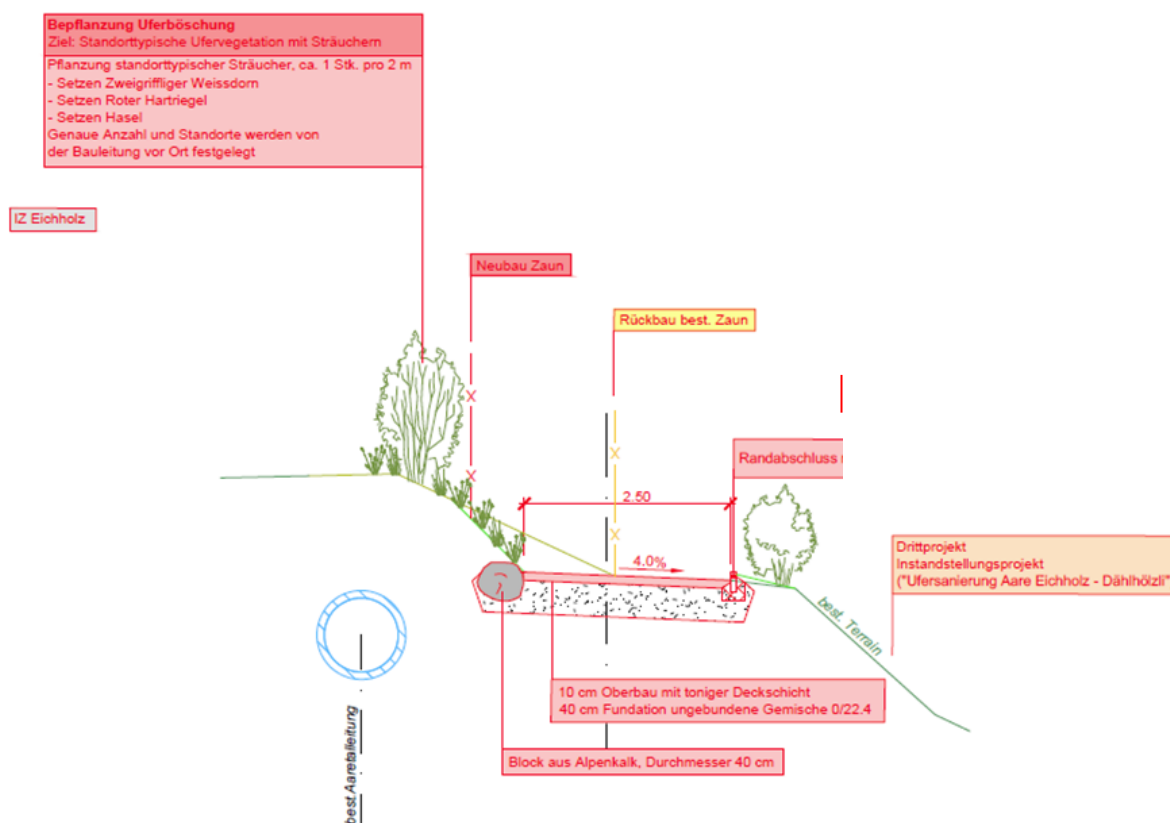 Bepflanzung Uferböschung
Ziel: Standorttypische Ufervegetation mit Sträuchern
Pflanzung standorttypischer Sträucher, ca. 1 Stk. pro 2 m
- Setzen Zweigriffliger Weissdorn
- Setzen Roter Hartriegel
- Setzen Hasel
Genaue Anzahl und Standorte werden von
der Bauleitung vor Ort festgelegt
IZ Eichholz
Neubau Zaun
Rückbau best. Zaun
Randabschluss
2.50
4.0%
Drittprojekt
Instandstellungsprojekt
("Ufersanierung Aare Eichholz - Dählhölzli"
best. Terrain
10 cm Oberbau mit toniger Deckschicht
40 cm Fundation ungebundene Gemische 0/22.4
Block aus Alpenkalk, Durchmesser 40 cm
best.Aaretalleitung